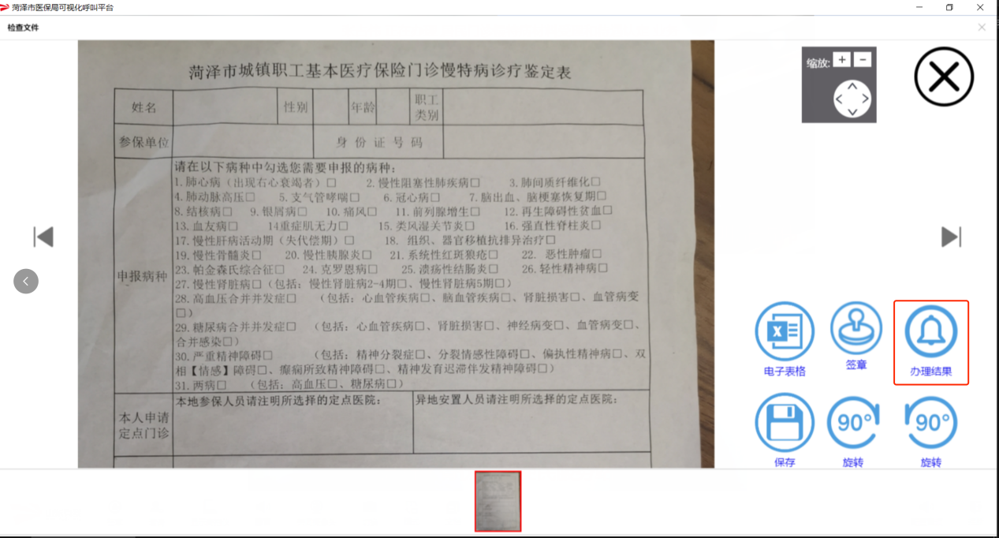 菏泽市医保局可视化呼叫平台
检查文件
缩放: + -
菏泽市城镇职工基本医疗保险门诊慢特病诊疗鉴定表
姓名 性别 年龄 职工类别
参保单位 身份证号码
申报病种
请在以下病种中勾选您需要申报的病种：
1.肺心病（出现右心衰竭者）□ 2.慢性阻塞性肺疾病□ 3.肺间质纤维化□
4.肺动脉高压□ 5.支气管哮喘□ 6.冠心病□ 7.脑出血、脑梗塞恢复期□
8.结核病□ 9.银屑病□ 10.痛风□ 11.前列腺增生□ 12.再生障碍性贫血□
13.血友病□ 14重症肌无力□ 15.类风湿关节炎□ 16.强直性脊柱炎□
17.慢性肝病活动期（失代偿期）□ 18. 组织、器官移植抗排异治疗□
19.慢性骨髓炎□ 20.慢性胰腺炎□ 21.系统性红斑狼疮□ 22. 恶性肿瘤□
23.帕金森氏综合征□ 24.克罗恩病□ 25.溃疡性结肠炎□ 26.轻性精神病□
27.慢性肾脏病□（包括：慢性肾脏病2-4期□、慢性肾脏病5期□）
28.高血压合并并发症□ （包括：心血管疾病□、脑血管疾病□、肾脏损害□、血管病变
□）
29.糖尿病合并并发症□ （包括：心血管疾病□、肾脏损害□、神经病变□、血管病变□、
合并感染□）
30.严重精神障碍□ （包括：精神分裂症□、分裂情感性障碍□、偏执性精神病□、双
相【情感】障碍□、癫痫所致精神障碍□、精神发育迟滞伴发精神障碍□）
31.两病□ （包括：高血压□、糖尿病□）
本人申请定点门诊
本地参保人员请注明所选择的定点医院： 异地安置人员请注明所选择的定点医院：
电子表格 签章 办理结果
90° 90°
保存 旋转 旋转